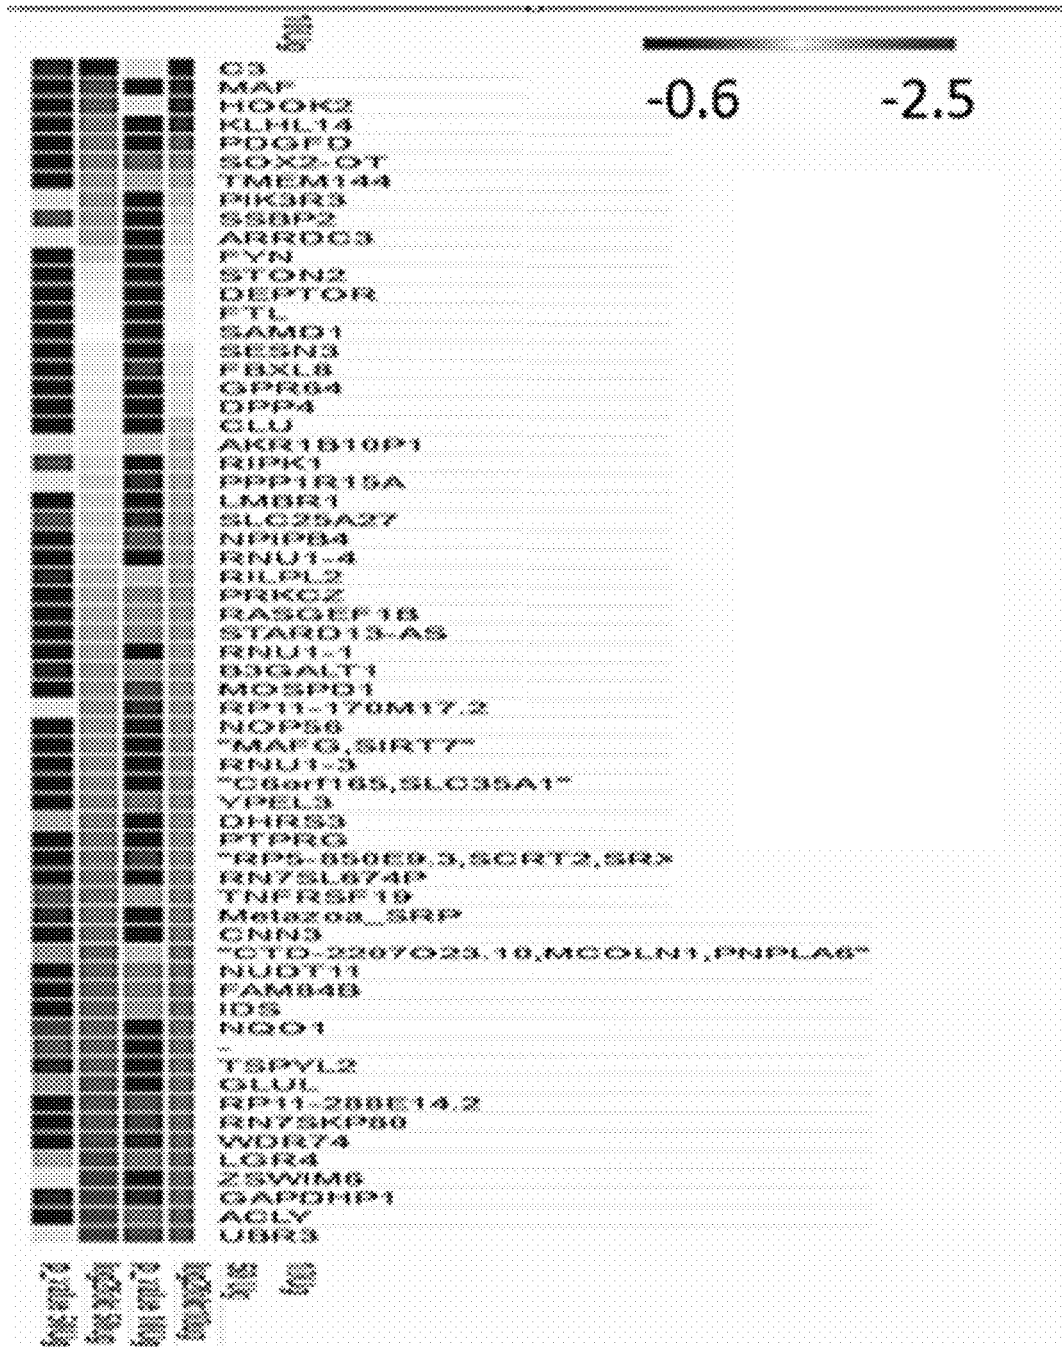 -0.6 -2.5
C3
MAF
HOOK2
KLHL14
PDGFD
SOX2-OT
TMEM144
PIK3R3
SSBP2
ARRDC3
FYN
STON2
DEPTOR
FTL
SAMD1
SESN3
FBXL8
GPR64
DPP4
CLU
AKR1B10P1
RIPK1
PPP1R15A
LMBR1
SLC25A27
NPIPB4
RNU1-4
RILPL2
PRKCZ
RASGEF1B
STARD13-AS
RNU1-1
B3GALT1
MOSPD1
RP11-170M17.2
NOP56
"MAFG,SIRT7"
RNU1-3
"C6orf165,SLC35A1"
YPEL3
DHRS3
PTPRG
"RP5-850E9.3,SCRT2,SRX
RN7SL674P
TNFRSF19
Metazoa_SRP
CNN3
"CTD-2207O23.10,MCOLN1,PNPLA6"
NUDT11
FAM84B
IDS
NQO1
-
TSPYL2
GLUL
RP11-288E14.2
RN7SKP80
WDR74
LGR4
ZSWIM6
GAPDHP1
ACLY
UBR3